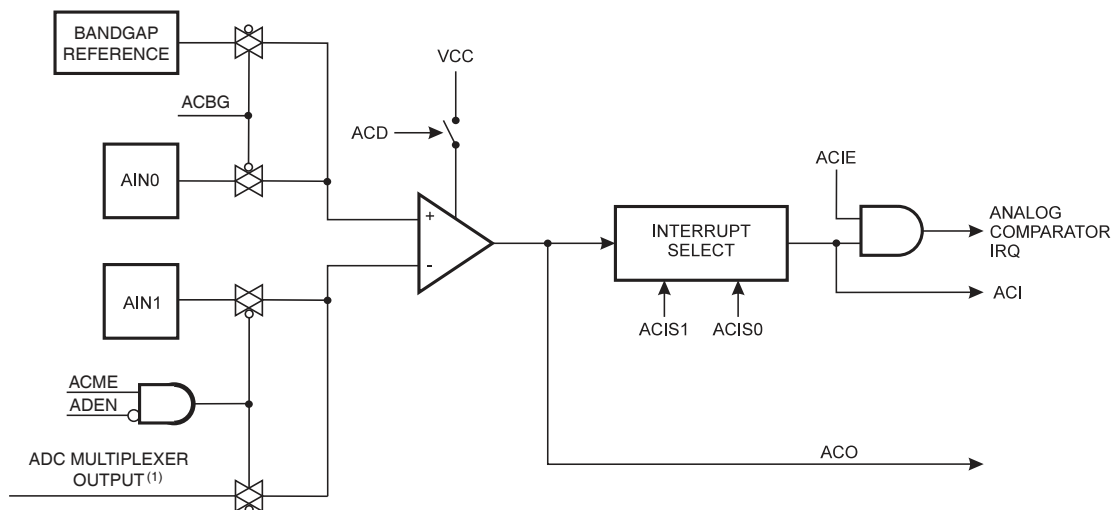 BANDGAP
REFERENCE
VCC
ACBG
ACD
ACIE
AIN0
+
-
INTERRUPT
SELECT
ANALOG
COMPARATOR
IRQ
AIN1
ACI
ACIS1 ACIS0
ACME
ADEN
ADC MULTIPLEXER
OUTPUT (1)
ACO